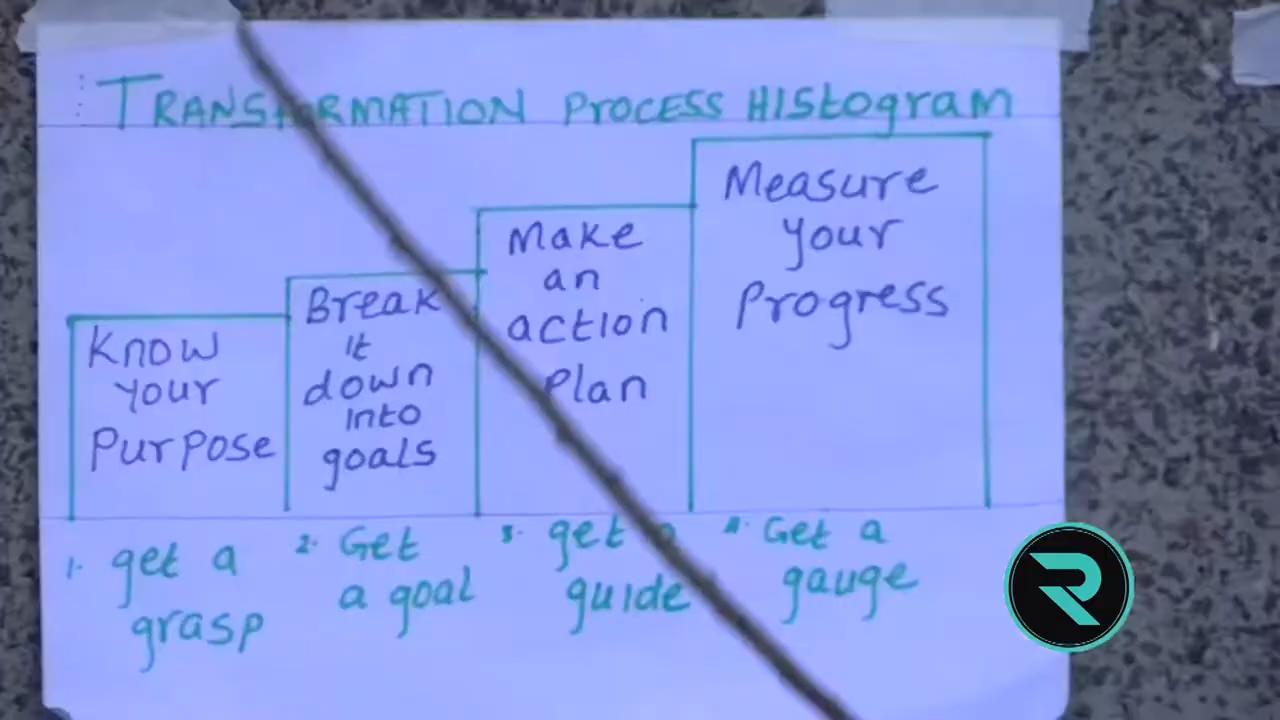 TRANSFORMATION PROCESS HIStogram
Know
your
Purpose
Break
it
down
into
goals
Make
an
action
Plan
Measure
your
Progress
1. get a
grasp
2. Get
a goal
3. get a
guide
4. Get a
gauge
R